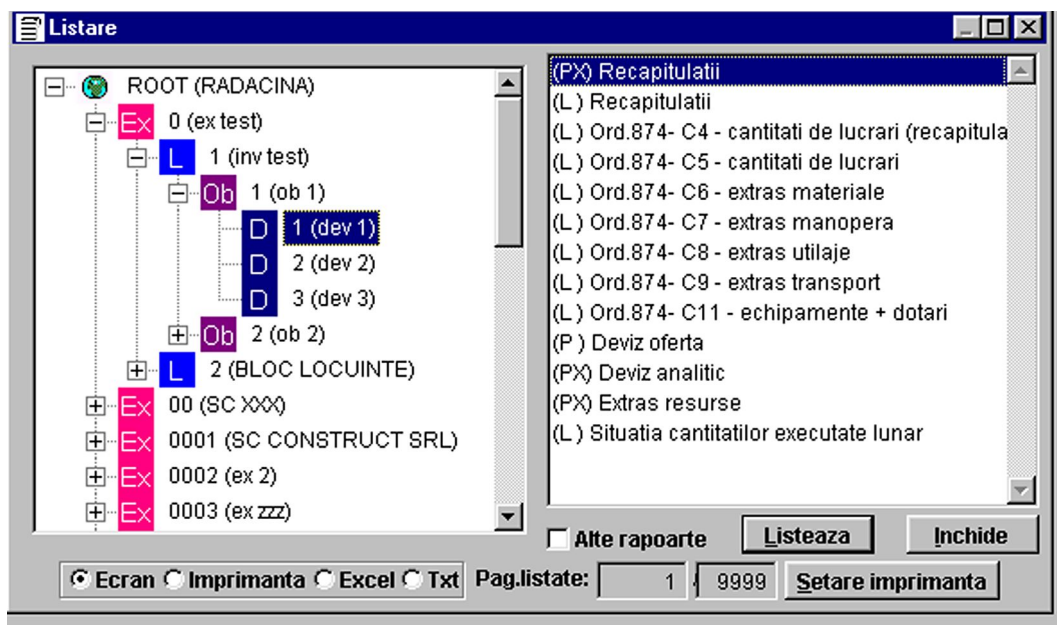 Listare
ROOT (RADACINA)
Ex 0 (ex test)
L 1 (inv test)
Ob 1 (ob 1)
D 1 (dev 1)
D 2 (dev 2)
D 3 (dev 3)
Ob 2 (ob 2)
L 2 (BLOC LOCUINTE)
Ex 00 (SC XXX)
Ex 0001 (SC CONSTRUCT SRL)
Ex 0002 (ex 2)
Ex 0003 (ex zzz)
(PX) Recapitulatii
(L ) Recapitulatii
(L ) Ord.874- C4 - cantitati de lucrari (recapitula
(L ) Ord.874- C5 - cantitati de lucrari
(L ) Ord.874- C6 - extras materiale
(L ) Ord.874- C7 - extras manopera
(L ) Ord.874- C8 - extras utilaje
(L ) Ord.874- C9 - extras transport
(L ) Ord.874- C11 - echipamente + dotari
(P ) Deviz oferta
(PX) Deviz analitic
(PX) Extras resurse
(L ) Situatia cantitatilor executate lunar
Alte rapoarte Listeaza Inchide
Ecran Imprimanta Excel Txt Pag.listate: 1 / 9999 Setare imprimanta